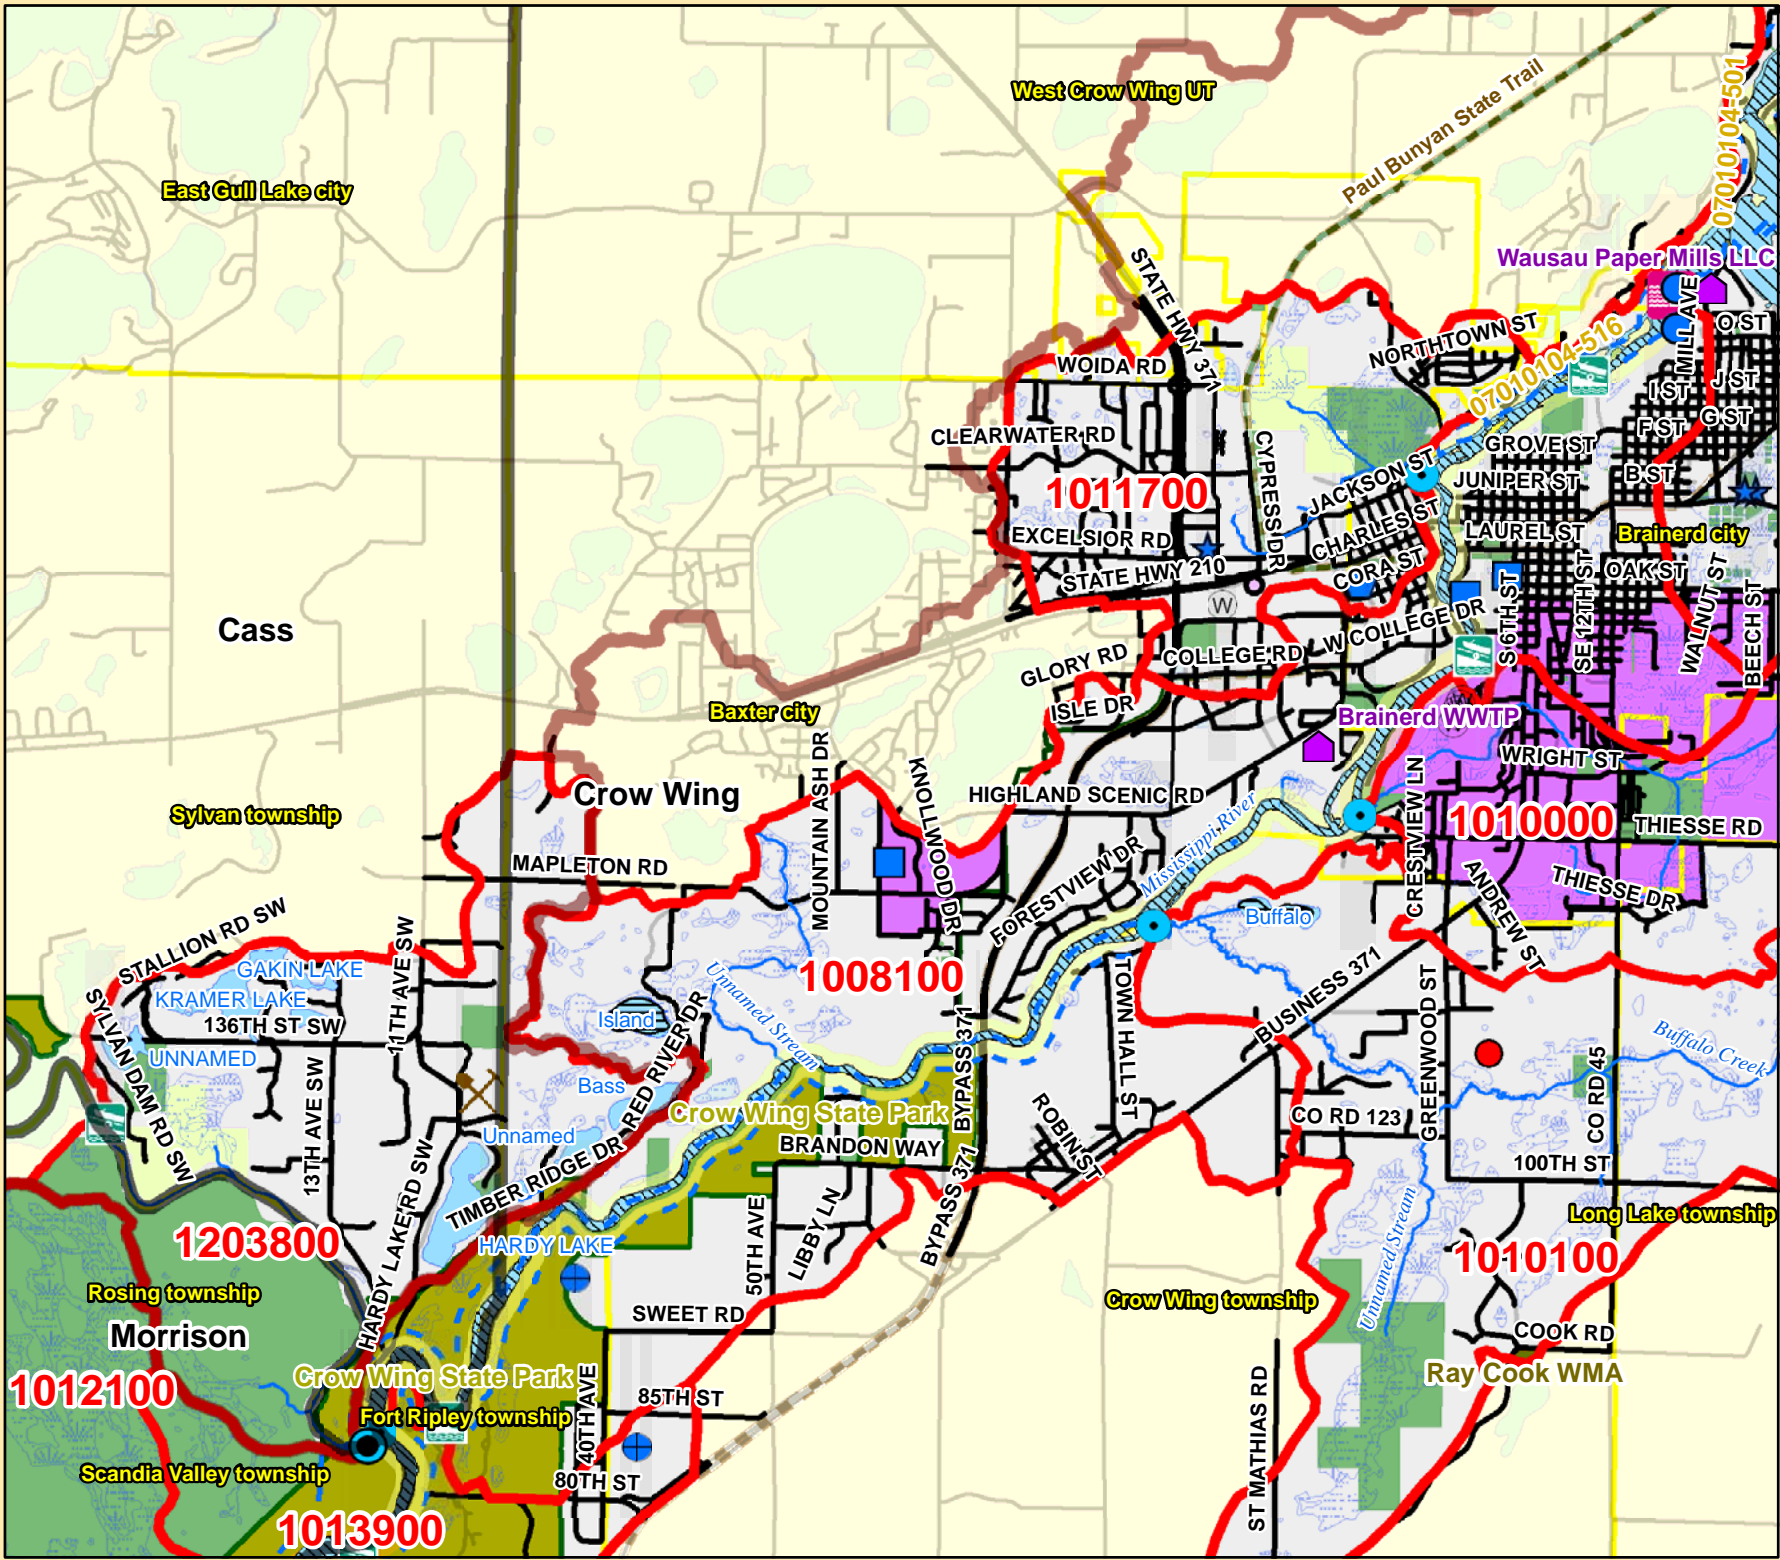 West Crow Wing UT
Paul Bunyan State Trail
07010104-501
East Gull Lake city
Wausau Paper Mills LLC
STATE HWY 371
MILL AVE
O ST
NORTHTOWN ST
07010104-516
WOIDA RD
J ST
I ST
G ST
F ST
CLEARWATER RD
CYPRESS DR
GROVE ST
JACKSON ST
B ST
JUNIPER ST
1011700
CHARLES ST
LAUREL ST
Brainerd city
EXCELSIOR RD
STATE HWY 210
CORA ST
OAK ST
W
S 6TH ST
SE 12TH ST
WALNUT ST
BEECH ST
Cass
W COLLEGE DR
GLORY RD
COLLEGE RD
ISLE DR
Baxter city
Brainerd WWTP
MOUNTAIN ASH DR
KNOLLWOOD DR
WRIGHT ST
Crow Wing
HIGHLAND SCENIC RD
Sylvan township
Mississippi River
CRESTVIEW LN
1010000
THIESSE RD
MAPLETON RD
FORESTVIEW DR
ANDREW ST
THIESSE DR
STALLION RD SW
11TH AVE SW
Buffalo
GAKIN LAKE
KRAMER LAKE
1008100
Unnamed Stream
TOWN HALL ST
BUSINESS 371
GREENWOOD ST
136TH ST SW
Island
SYLVAN DAM RD SW
UNNAMED
13TH AVE SW
Bass
RED RIVER DR
BYPASS 371
Buffalo Creek
CO RD 45
Crow Wing State Park
ROBIN ST
CO RD 123
Unnamed
BRANDON WAY
100TH ST
TIMBER RIDGE DR
HARDY LAKE RD SW
BYPASS 371
50TH AVE
LIBBY LN
Unnamed Stream
Long Lake township
1203800
HARDY LAKE
1010100
Rosing township
Crow Wing township
SWEET RD
Morrison
COOK RD
Crow Wing State Park
Ray Cook WMA
1012100
40TH AVE
85TH ST
ST MATHIAS RD
Fort Ripley township
Scandia Valley township
80TH ST
1013900